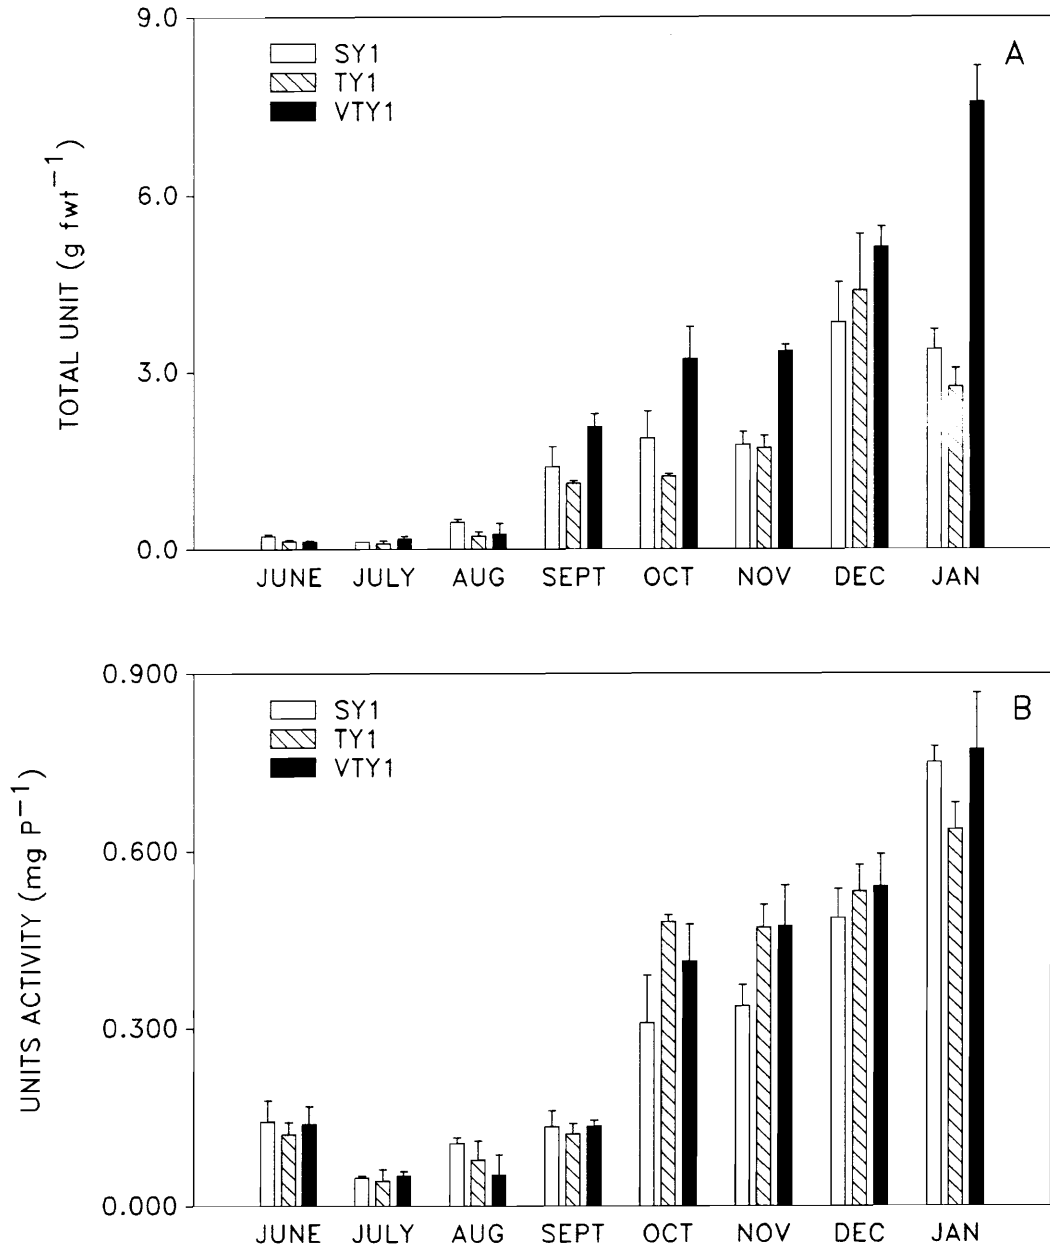 9.0
A
SY1
TY1
VTY1
TOTAL UNIT (g fwt⁻¹)
6.0
3.0
0.0
JUNE JULY AUG SEPT OCT NOV DEC JAN
0.900
B
SY1
TY1
VTY1
UNITS ACTIVITY (mg P⁻¹)
0.600
0.300
0.000
JUNE JULY AUG SEPT OCT NOV DEC JAN